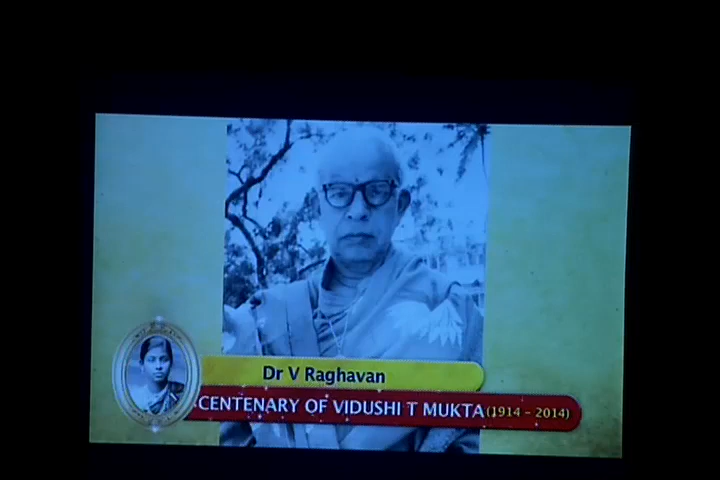 Dr V Raghavan
CENTENARY OF VIDUSHI T MUKTA (1914 - 2014)